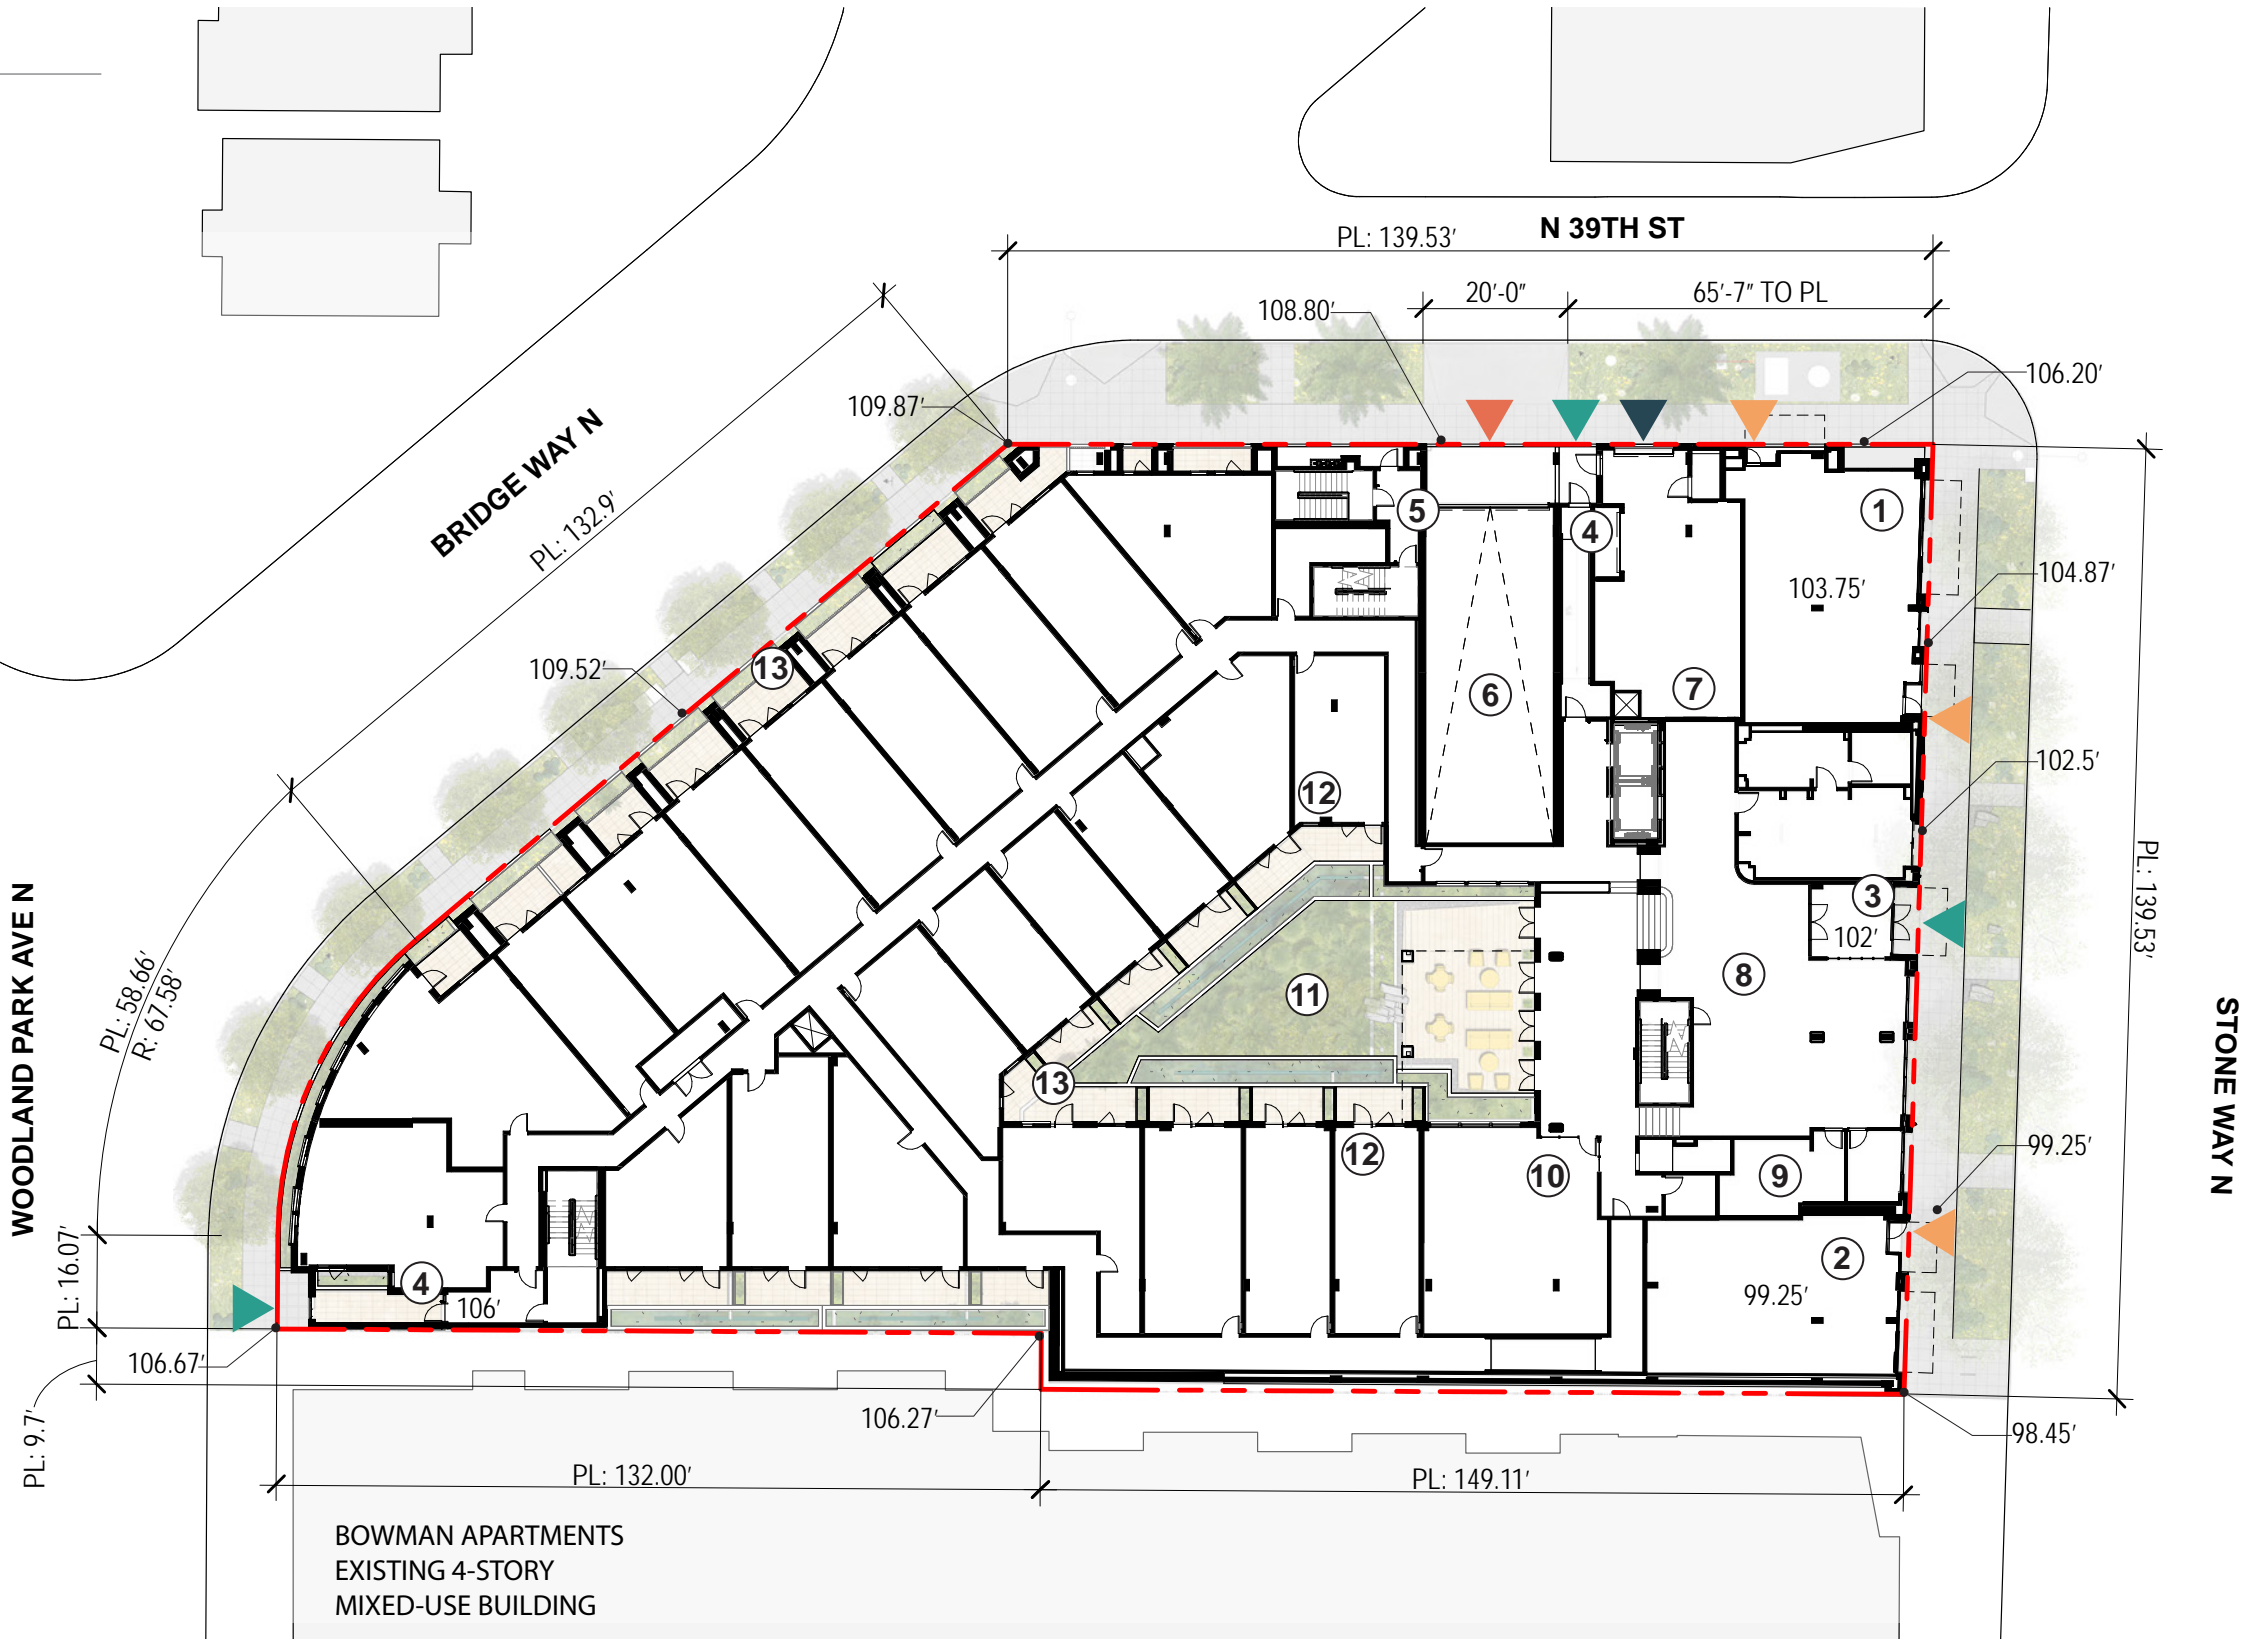 N 39TH ST
PL: 139.53'
20'-0"
65'-7" TO PL
108.80'
106.20'
109.87'
BRIDGE WAY N
PL: 132.9'
1
5
4
104.87'
103.75'
109.52'
13
6
7
102.5'
12
PL: 139.53'
3
102'
WOODLAND PARK AVE N
PL: 58.66'
R: 67.58'
8
11
STONE WAY N
13
12
10
9
99.25'
PL: 16.07'
4
106'
2
99.25'
106.67'
PL: 9.7'
106.27'
98.45'
PL: 132.00'
PL: 149.11'
BOWMAN APARTMENTS
EXISTING 4-STORY
MIXED-USE BUILDING